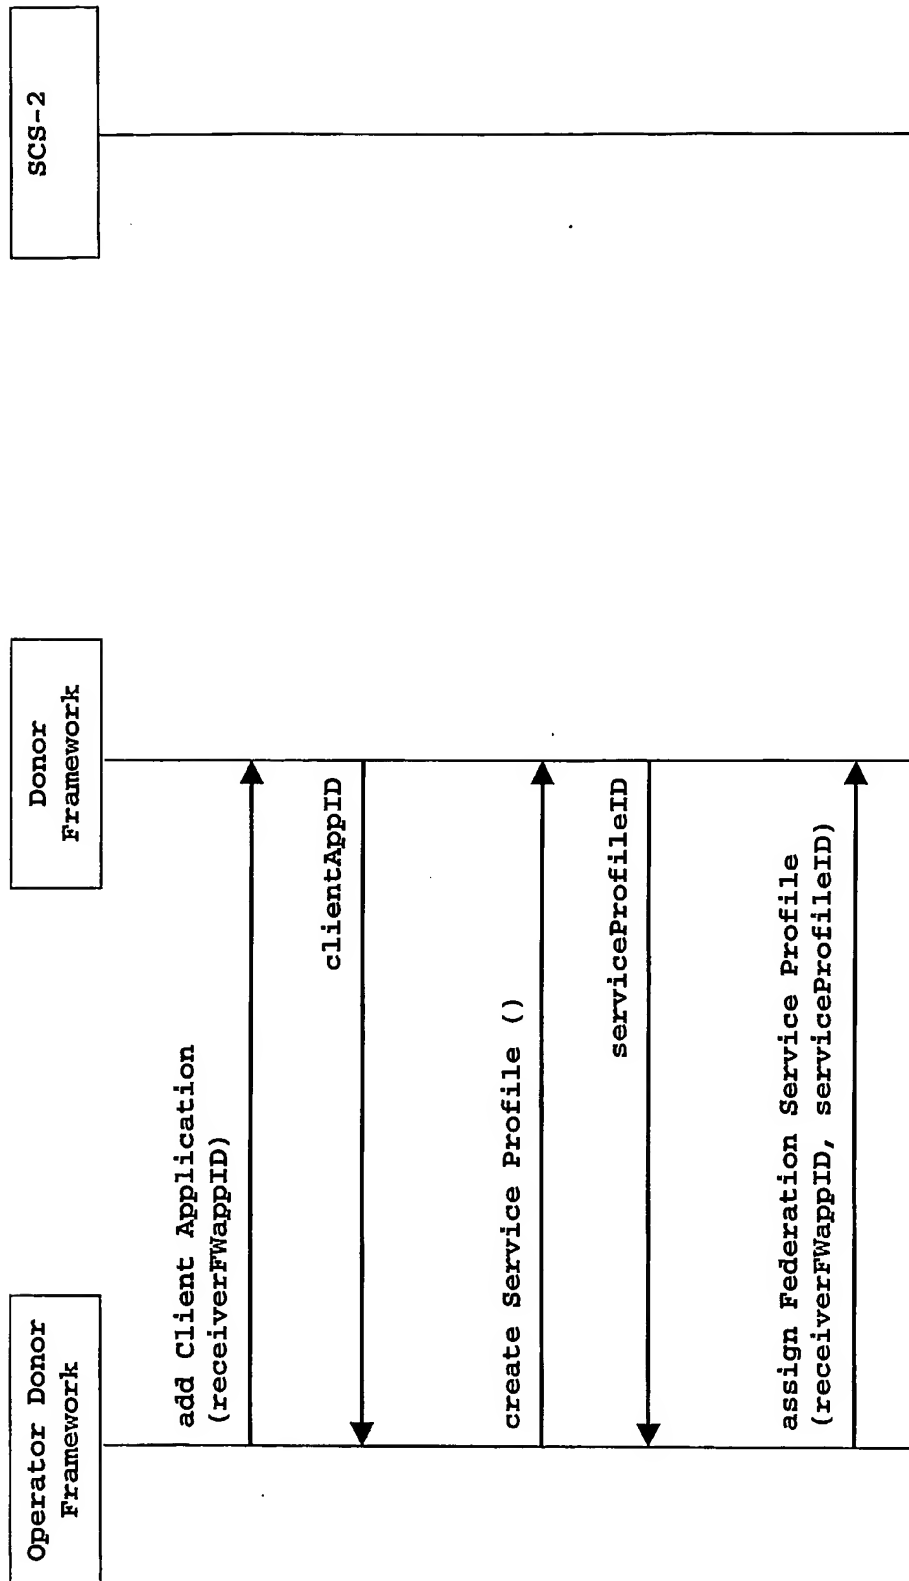 Operator Donor
Framework
Donor
Framework
SCS-2
add Client Application
(receiverFWappID)
clientAppID
create Service Profile ()
serviceProfileID
assign Federation Service Profile
(receiverFWappID, serviceProfileID)